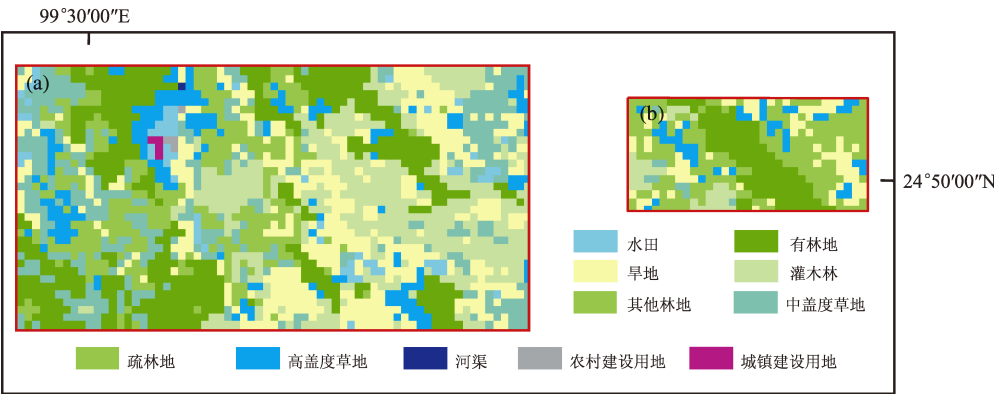 99°30′00″E
(a)
(b)
24°50′00″N
水田
有林地
旱地
灌木林
其他林地
中盖度草地
疏林地
高盖度草地
河渠
农村建设用地
城镇建设用地